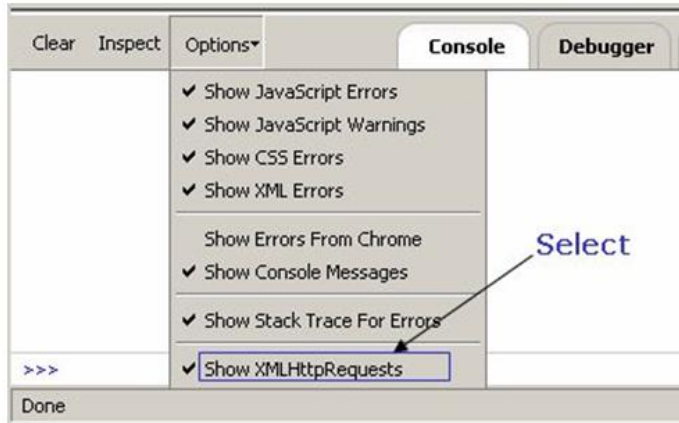 Clear Inspect Options Console Debugger
Show JavaScript Errors
Show JavaScript Warnings
Show CSS Errors
Show XML Errors
Show Errors From Chrome
Select
Show Console Messages
Show Stack Trace For Errors
>>> Show XMLHttpRequests
Done